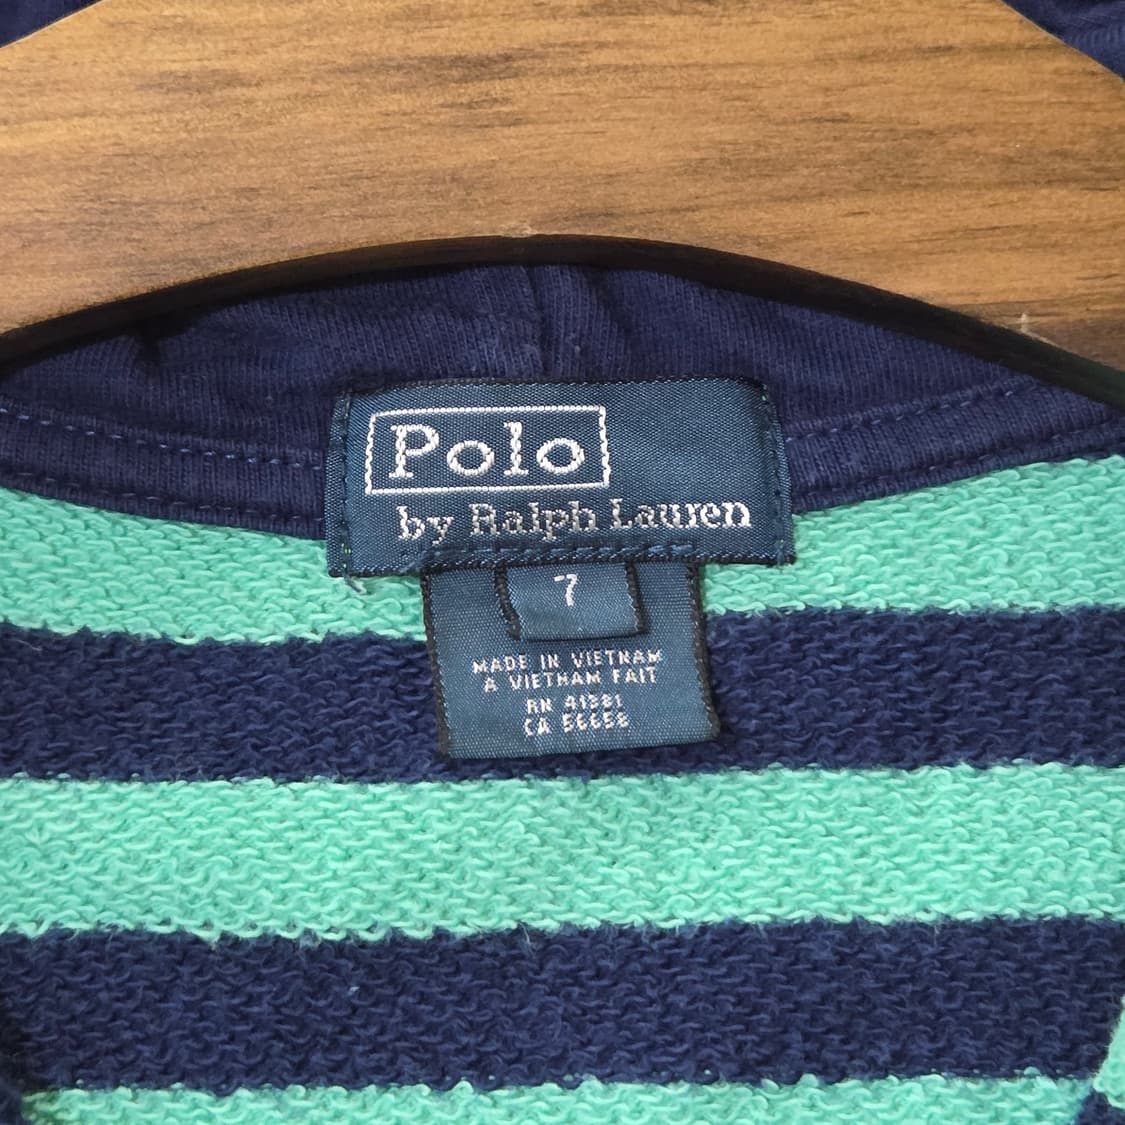 Polo
by Ralph Lauren
7
MADE IN VIETNAM
A VIETNAM FAIT
RN 41381
CA 56658